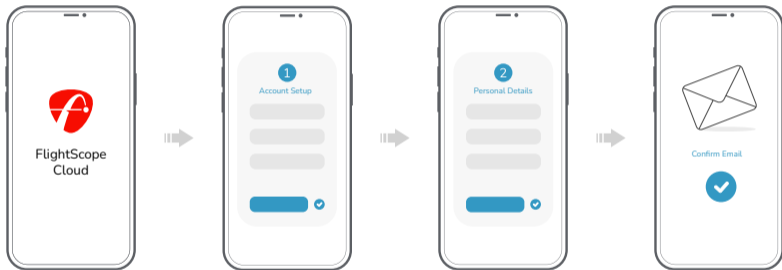 FlightScope
Cloud
1
Account Setup
2
Personal Details
Confirm Email